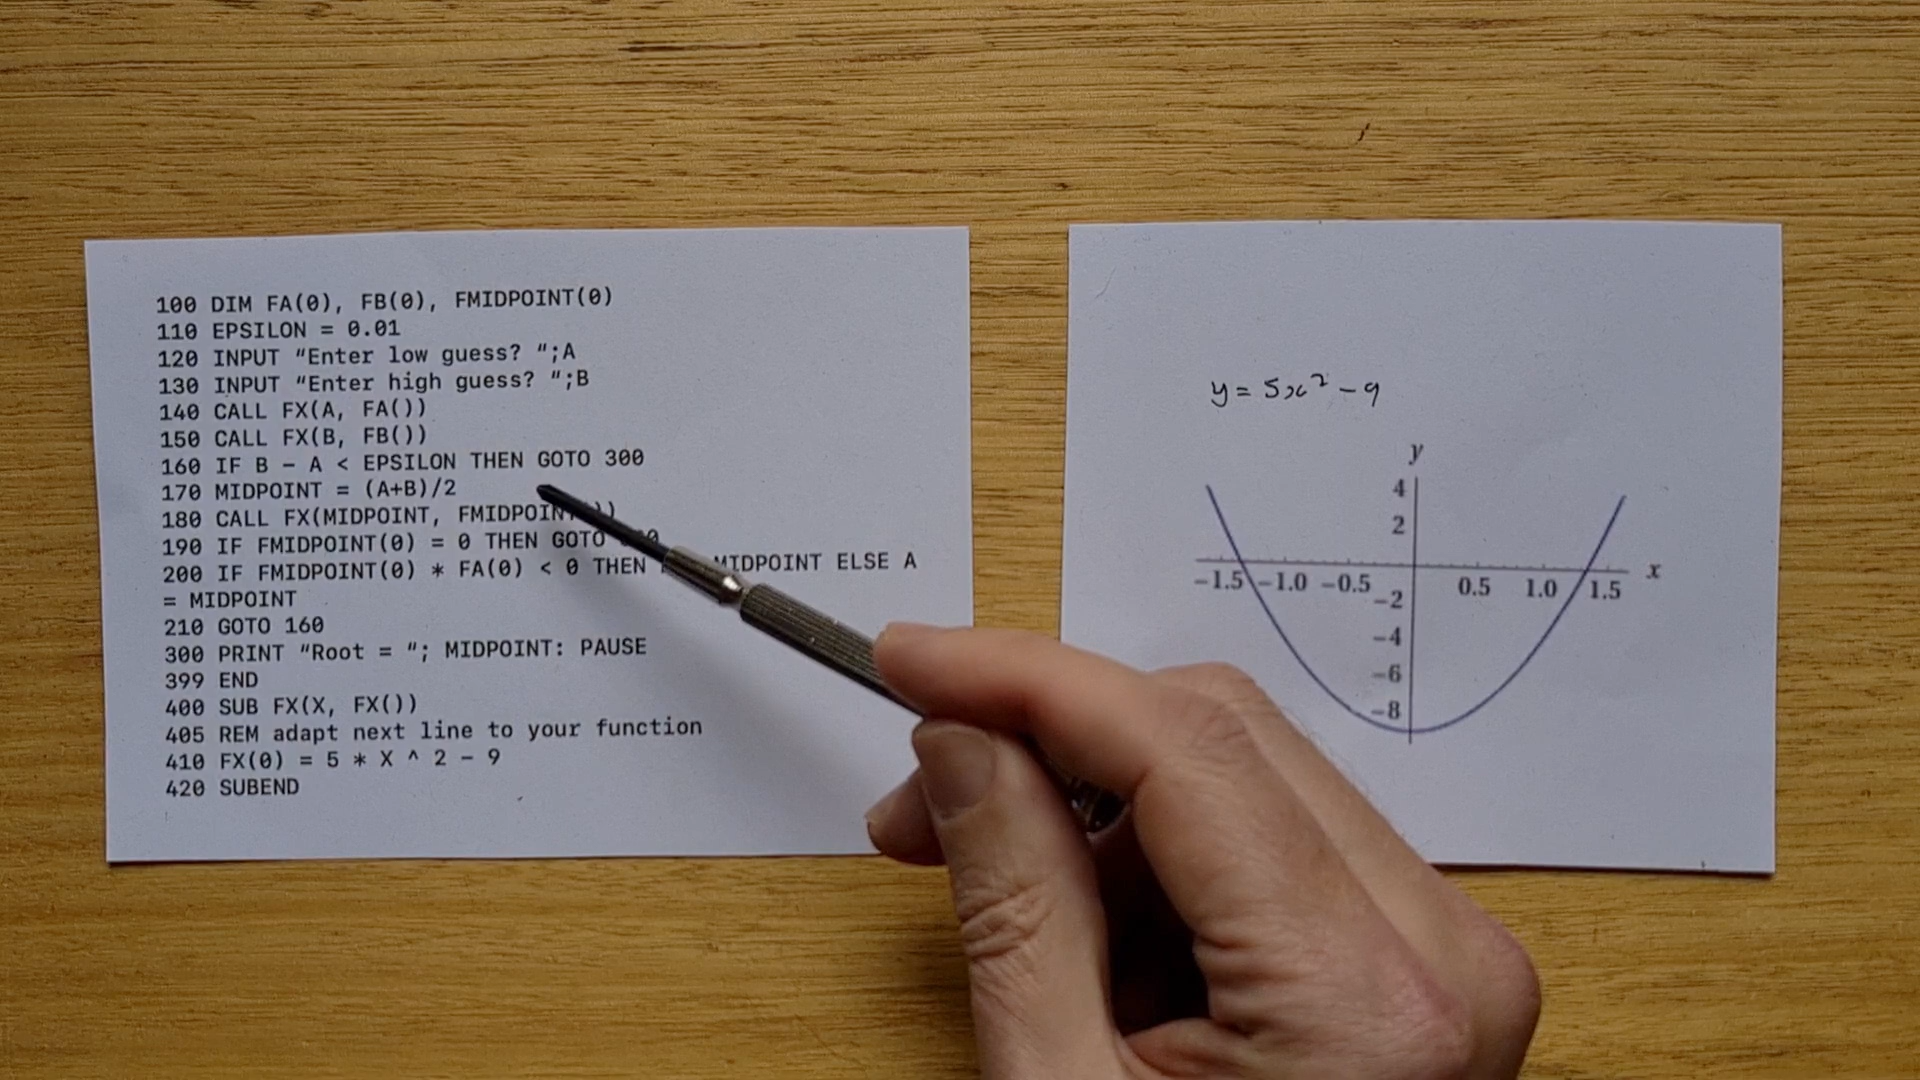 100 DIM FA(0), FB(0), FMIDPOINT(0)
110 EPSILON = 0.01
120 INPUT “Enter low guess? “;A
130 INPUT “Enter high guess? “;B
140 CALL FX(A, FA())
150 CALL FX(B, FB())
160 IF B - A < EPSILON THEN GOTO 300
170 MIDPOINT = (A+B)/2
180 CALL FX(MIDPOINT, FMIDPOINT())
190 IF FMIDPOINT(0) = 0 THEN GOTO
200 IF FMIDPOINT(0) * FA(0) < 0 THEN MIDPOINT ELSE A
= MIDPOINT
210 GOTO 160
300 PRINT “Root = “; MIDPOINT: PAUSE
399 END
400 SUB FX(X, FX())
405 REM adapt next line to your function
410 FX(0) = 5 * X ^ 2 - 9
420 SUBEND
y = 5x² - 9
y
4
2
-1.5 -1.0 -0.5 0.5 1.0 1.5 x
-2
-4
-6
-8